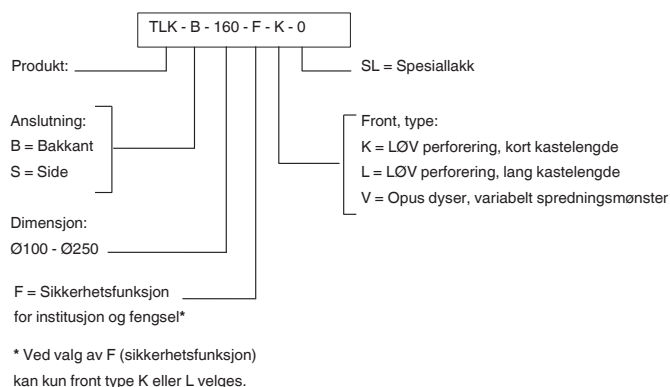 TLK - B - 160 - F - K - 0
Produkt:
SL = Spesiallakk
Anslutning:
B = Bakkant
S = Side
Front, type:
K = LØV perforering, kort kastelengde
L = LØV perforering, lang kastelengde
V = Opus dyser, variabelt spredningsmønster
Dimensjon:
Ø100 - Ø250
F = Sikkerhetsfunksjon
for institusjon og fengsel*
* Ved valg av F (sikkerhetsfunksjon)
kan kun front type K eller L velges.